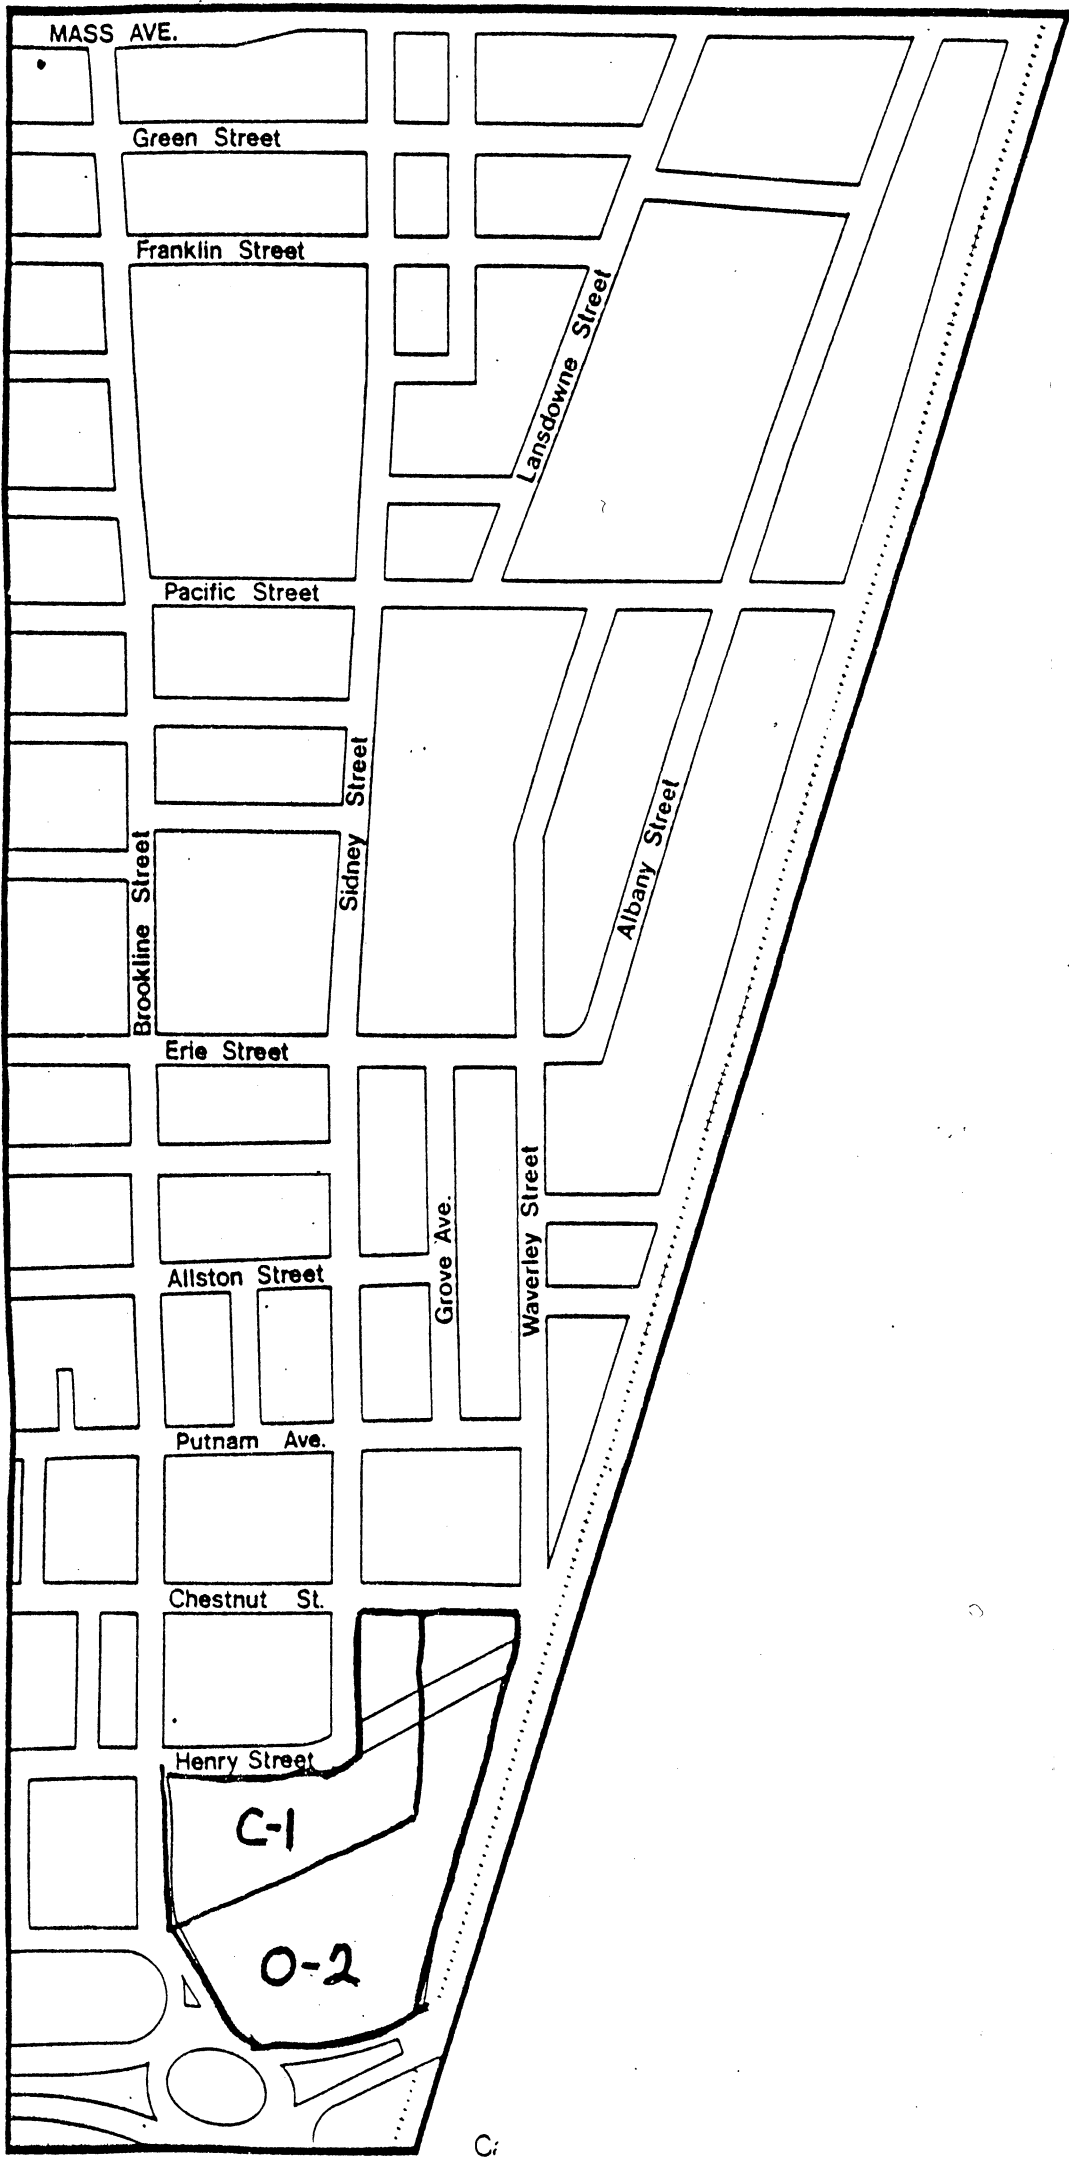 MASS AVE.
Green Street
Franklin Street
Lansdowne Street
Pacific Street
Sidney Street
Albany Street
Brookline Street
Erie Street
Waverley Street
Grove Ave.
Allston Street
Putnam Ave.
Chestnut St.
Henry Street
C-1
O-2